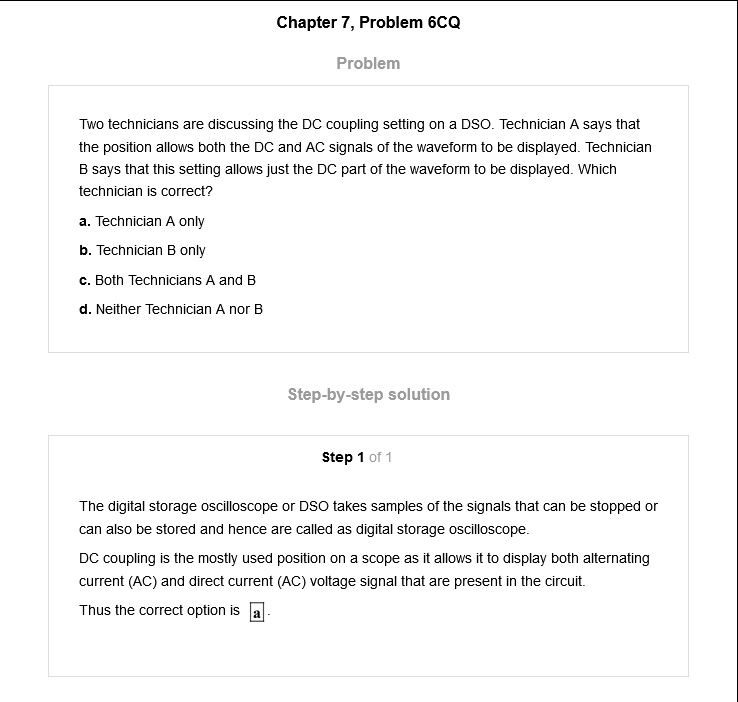 Chapter 7, Problem 6CQ
Problem
Two technicians are discussing the DC coupling setting on a DSO. Technician A says that
the position allows both the DC and AC signals of the waveform to be displayed. Technician
B says that this setting allows just the DC part of the waveform to be displayed. Which
technician is correct?
a. Technician A only
b. Technician B only
c. Both Technicians A and B
d. Neither Technician A nor B
Step-by-step solution
Step 1 of 1
The digital storage oscilloscope or DSO takes samples of the signals that can be stopped or
can also be stored and hence are called as digital storage oscilloscope.
DC coupling is the mostly used position on a scope as it allows it to display both alternating
current (AC) and direct current (AC) voltage signal that are present in the circuit.
Thus the correct option is a.